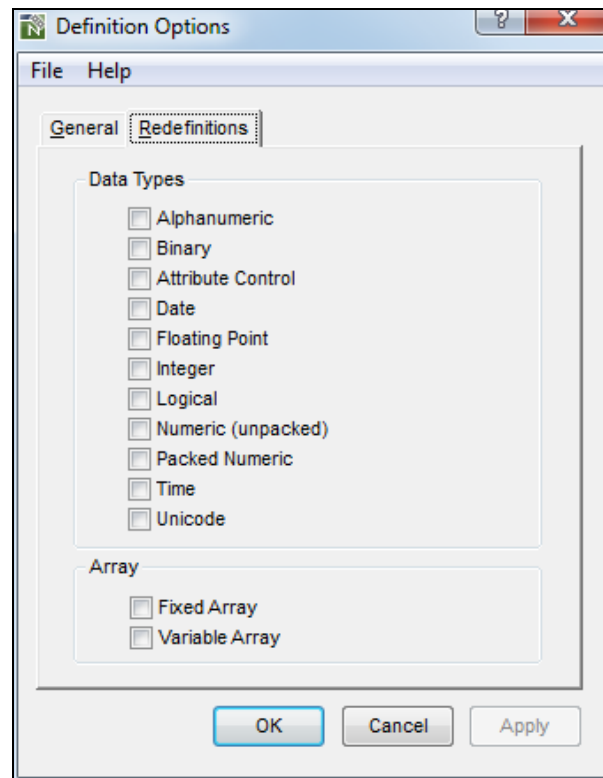 Definition Options
File Help
General Redefinitions
Data Types
Alphanumeric
Binary
Attribute Control
Date
Floating Point
Integer
Logical
Numeric (unpacked)
Packed Numeric
Time
Unicode
Array
Fixed Array
Variable Array
OK Cancel Apply